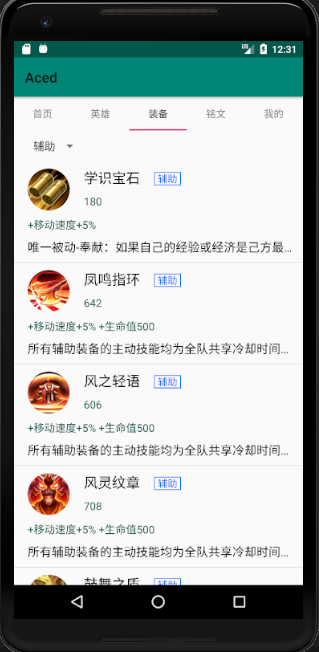 12:31
Aced
首页 英雄 装备 铭文 我的
辅助
学识宝石 辅助
180
+移动速度+5%
唯一被动-奉献：如果自己的经验或经济是己方最...
凤鸣指环 辅助
642
+移动速度+5% +生命值500
所有辅助装备的主动技能均为全队共享冷却时间...
风之轻语 辅助
606
+移动速度+5% +生命值500
所有辅助装备的主动技能均为全队共享冷却时间...
风灵纹章 辅助
708
+移动速度+5% +生命值500
所有辅助装备的主动技能均为全队共享冷却时间...
鼓舞之盾 辅助